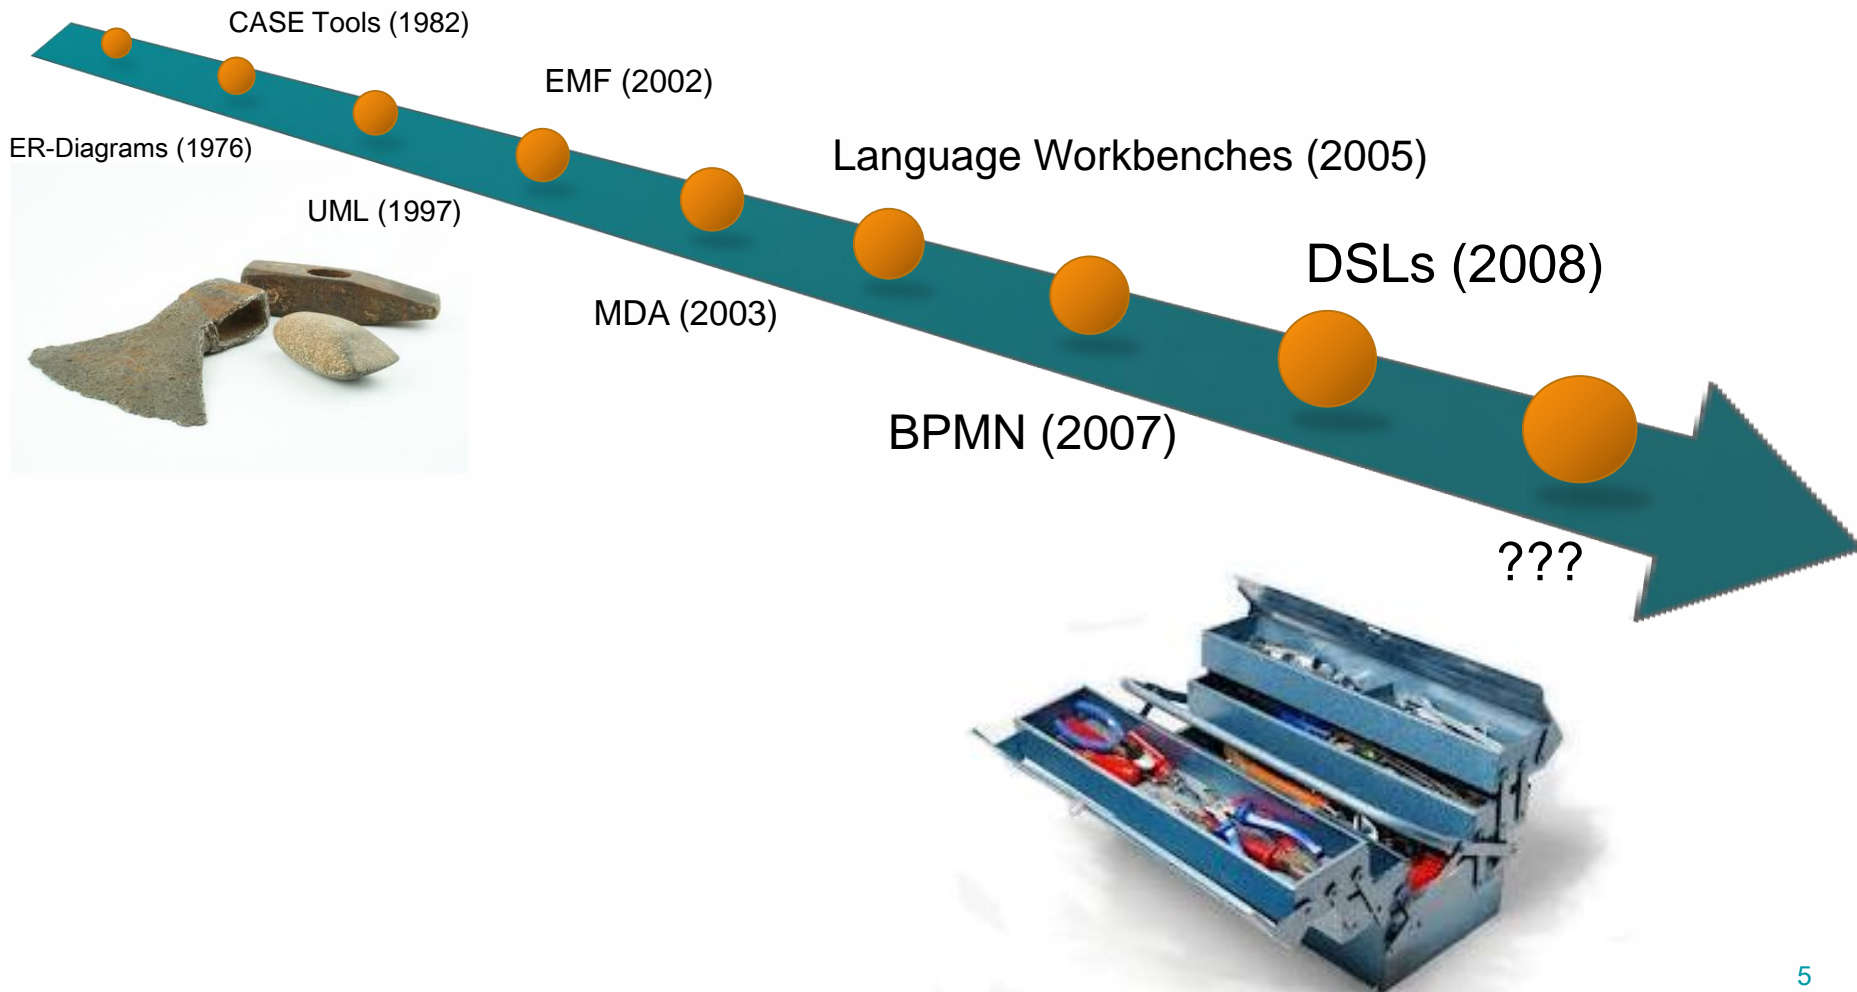 CASE Tools (1982)
EMF (2002)
ER-Diagrams (1976)
Language Workbenches (2005)
UML (1997)
DSLs (2008)
MDA (2003)
BPMN (2007)
???
5